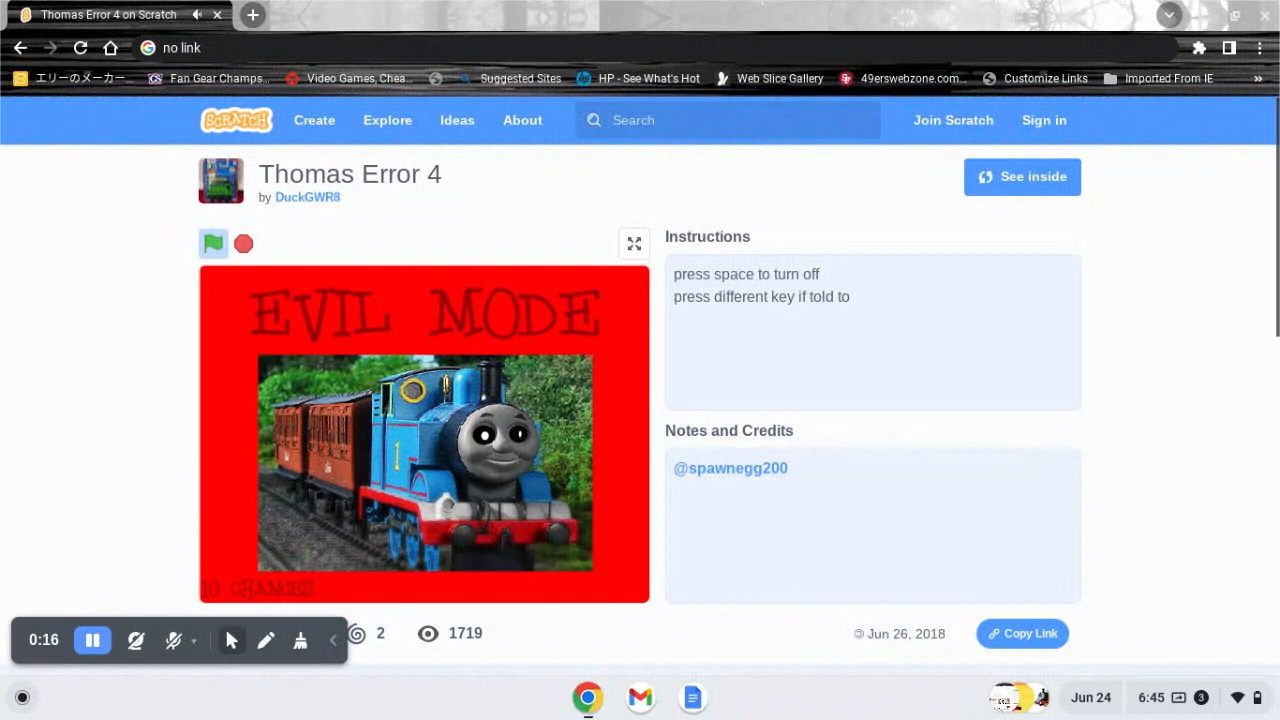 Thomas Error 4 on Scratch
no link
エリーのメーカー...
Fan Gear Champs...
Video Games, Chea...
Suggested Sites
HP - See What's Hot
Web Slice Gallery
49erswebzone.com...
Customize Links
Imported From IE
»
SCRATCH
Create
Explore
Ideas
About
Search
Join Scratch
Sign in
Thomas Error 4
by DuckGWR8
See inside
EVIL MODE
1
10 CHANCES
Instructions
press space to turn off
press different key if told to
Notes and Credits
@spawnegg200
0:16
2
1719
Jun 26, 2018
Copy Link
Jun 24
6:45
3